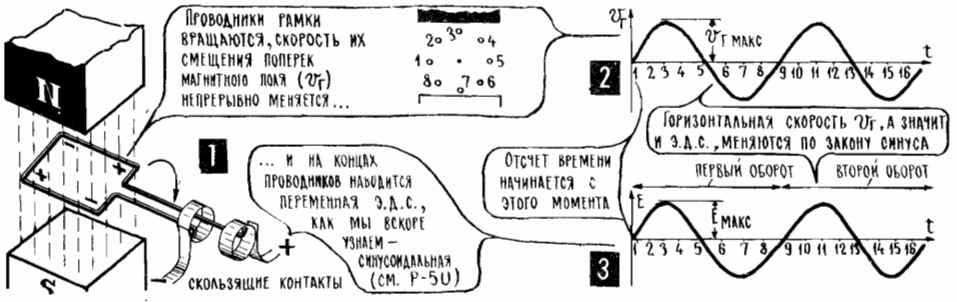 ПРОВОДНИКИ РАМКИ
ВРАЩАЮТСЯ, СКОРОСТЬ ИХ
СМЕЩЕНИЯ ПОПЕРЕК
МАГНИТНОГО ПОЛЯ (Vг)
НЕПРЕРЫВНО МЕНЯЕТСЯ...
2 3 4
1 5
8 7 6
N
S
+
−
−
+
1
... И НА КОНЦАХ
ПРОВОДНИКОВ НАВОДИТСЯ
ПЕРЕМЕННАЯ Э.Д.С.,
КАК МЫ ВСКОРЕ
УЗНАЕМ –
СИНУСОИДАЛЬНАЯ
(СМ. Р-50)
−
+
СКОЛЬЗЯЩИЕ КОНТАКТЫ
2
Vг
Vг МАКС
t
1 2 3 4 5 6 7 8 9 10 11 12 13 14 15 16
ГОРИЗОНТАЛЬНАЯ СКОРОСТЬ Vг, А ЗНАЧИТ
И Э.Д.С., МЕНЯЮТСЯ ПО ЗАКОНУ СИНУСА
ОТСЧЕТ ВРЕМЕНИ
НАЧИНАЕТСЯ С
ЭТОГО МОМЕНТА
ПЕРВЫЙ ОБОРОТ ВТОРОЙ ОБОРОТ
3
E
E МАКС
t
1 2 3 4 5 6 7 8 9 10 11 12 13 14 15 16